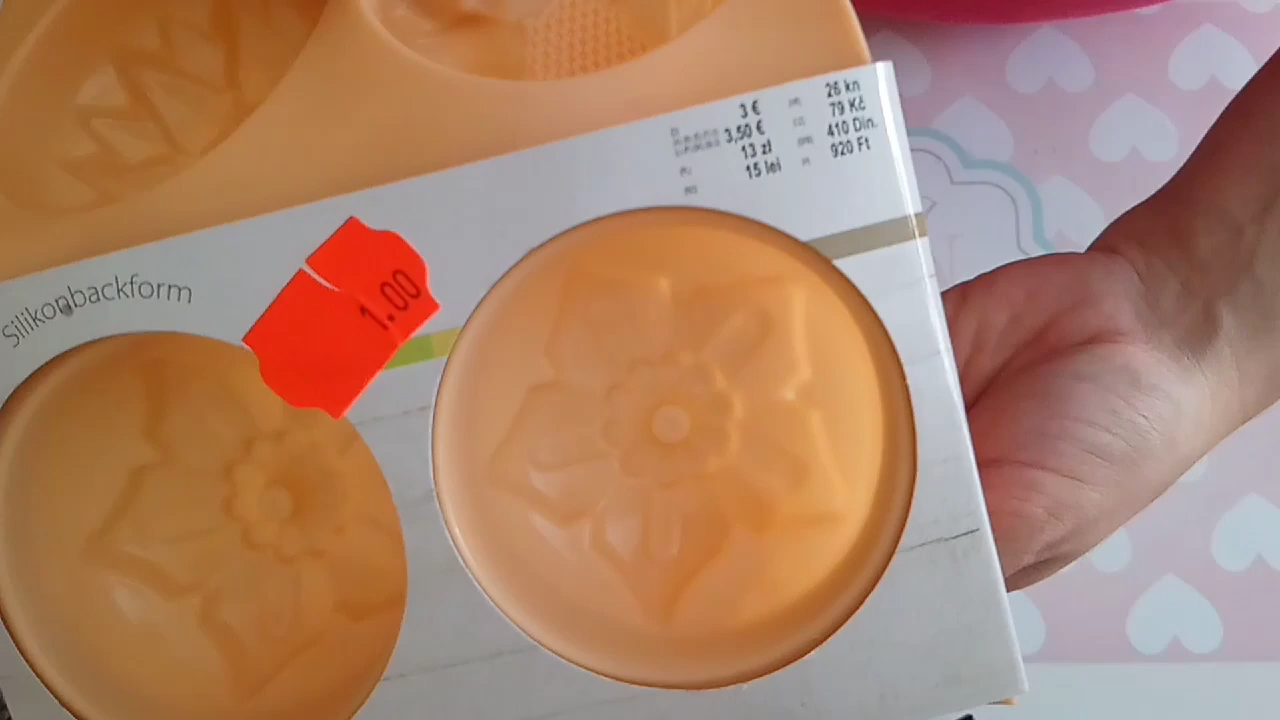 3 €
3,50 €
13 zł
15 lei
26 kn
79 Kč
410 Din.
920 Ft
1.00
Silikonbackform